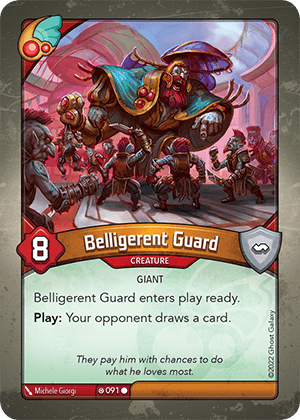 Belligerent Guard
8
CREATURE
GIANT
Belligerent Guard enters play ready.
Play: Your opponent draws a card.
They pay him with chances to do
what he loves most.
Michele Giorgi
091
©2022 Ghost Galaxy